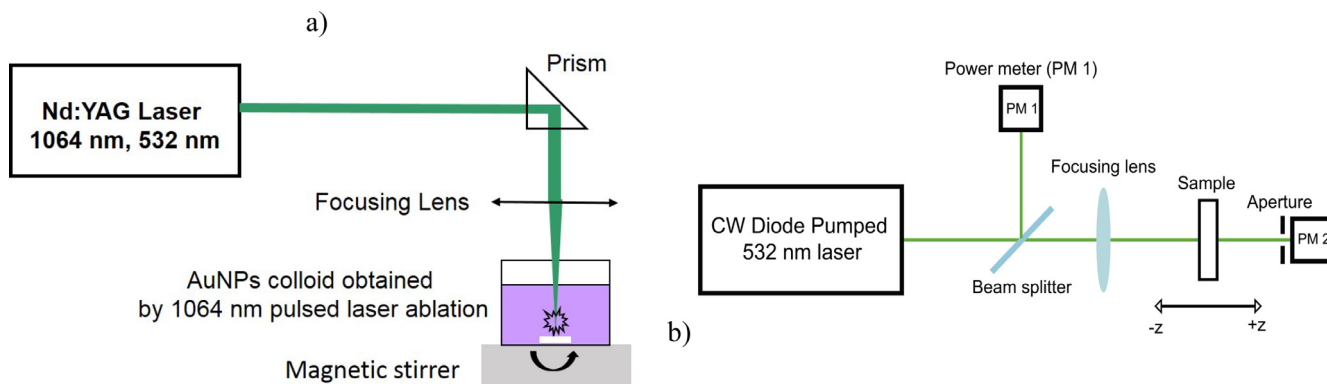 a)
Prism
Nd:YAG Laser
1064 nm, 532 nm
Focusing Lens
AuNPs colloid obtained
by 1064 nm pulsed laser ablation
Magnetic stirrer
b)
Power meter (PM 1)
PM 1
Focusing lens
Sample
Aperture
CW Diode Pumped
532 nm laser
PM 2
Beam splitter
-z
+z